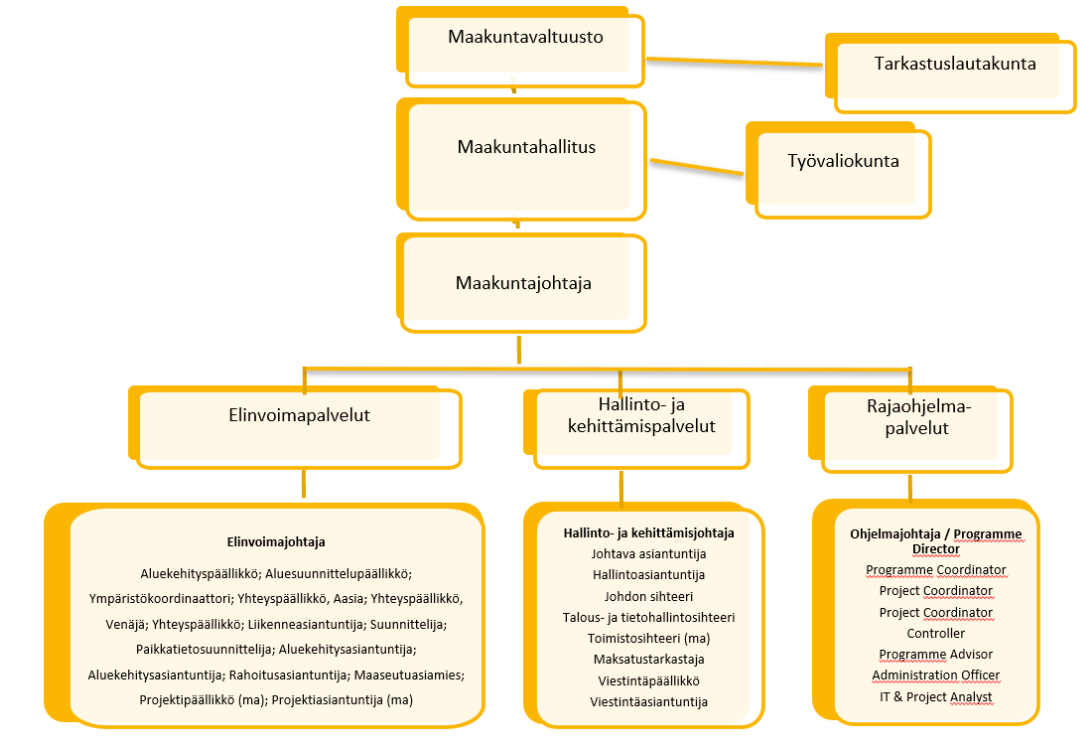 Maakuntavaltuusto
Tarkastuslautakunta
Maakuntahallitus
Työvaliokunta
Maakuntajohtaja
Elinvoimapalvelut
Hallinto- ja
kehittämispalvelut
Rajaohjelma-
palvelut
Elinvoimajohtaja
Aluekehityspäällikkö; Aluesuunnittelupäällikkö;
Ympäristökoordinaattori; Yhteyspäällikkö, Aasia; Yhteyspäällikkö,
Venäjä; Yhteyspäällikkö; Liikenneasiantuntija; Suunnittelija;
Paikkatietosuunnittelija; Aluekehitysasiantuntija;
Aluekehitysasiantuntija; Rahoitusasiantuntija; Maaseutuasiamies;
Projektipäällikkö (ma); Projektiasiantuntija (ma)
Hallinto- ja kehittämisjohtaja
Johtava asiantuntija
Hallintoasiantuntija
Johdon sihteeri
Talous- ja tietohallintosihteeri
Toimistosihteeri (ma)
Maksatustarkastaja
Viestintäpäällikkö
Viestintäasiantuntija
Ohjelmajohtaja / Programme
Director
Programme Coordinator
Project Coordinator
Project Coordinator
Controller
Programme Advisor
Administration Officer
IT & Project Analyst